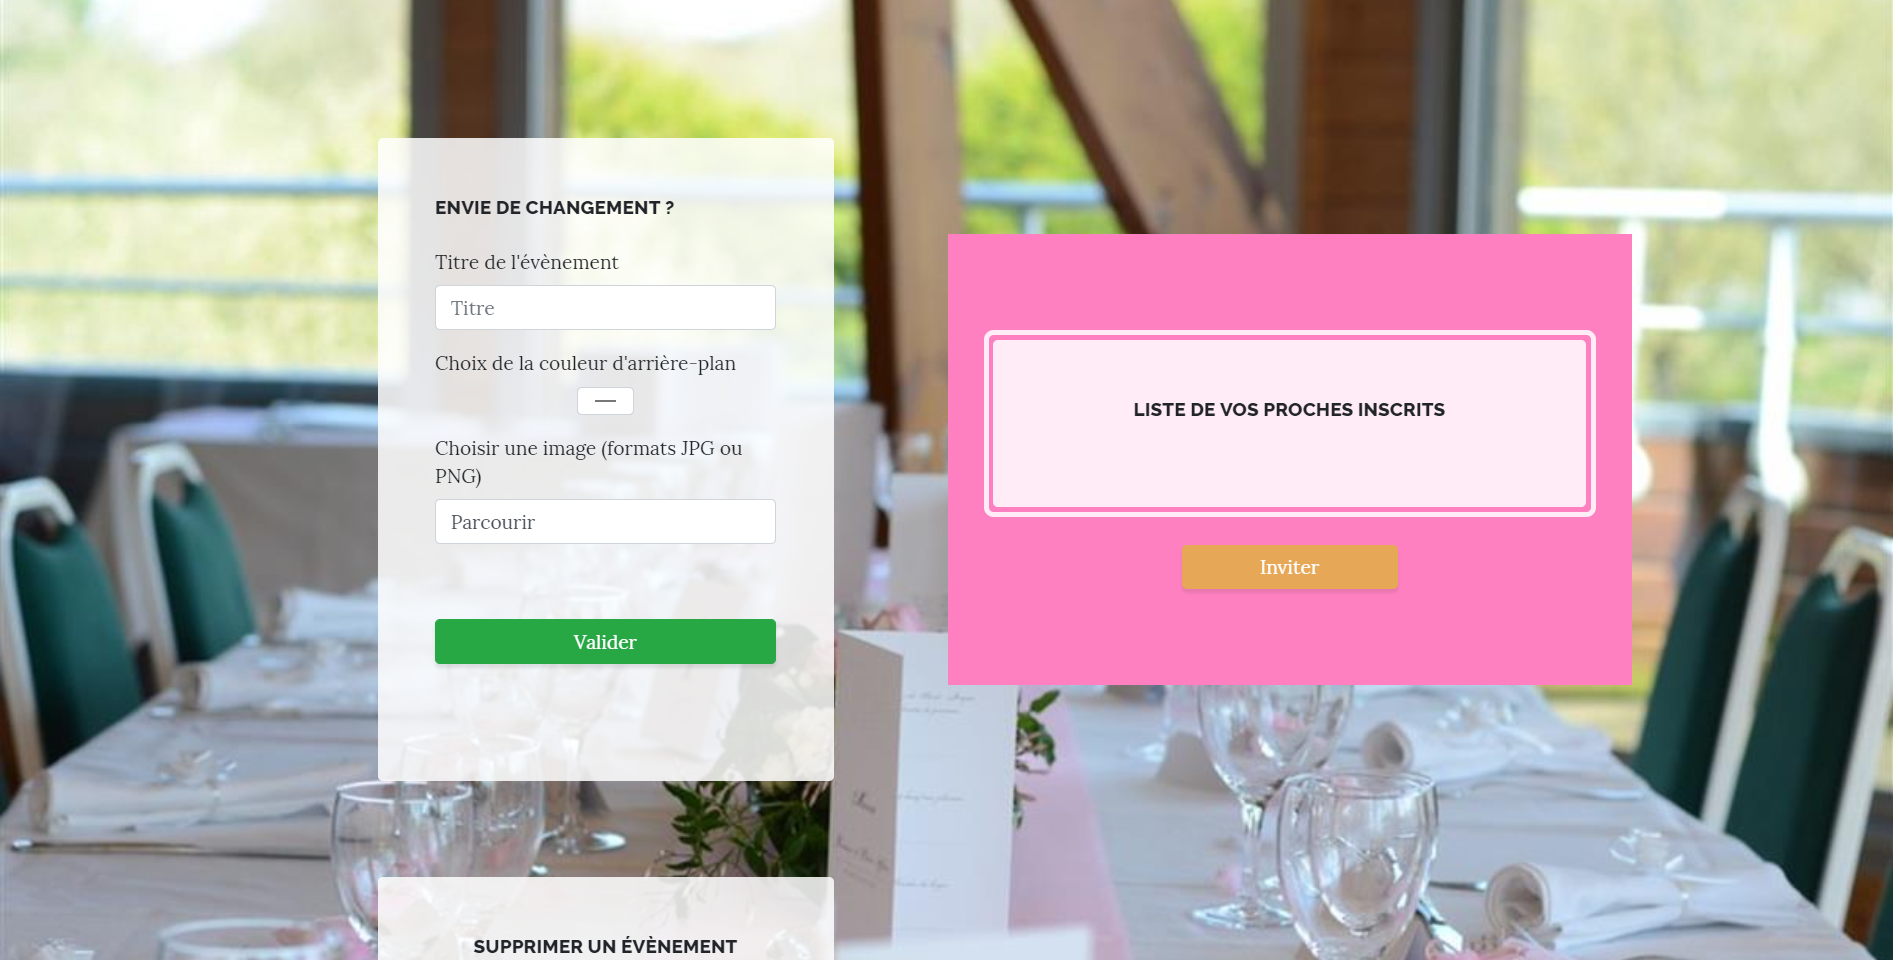 ENVIE DE CHANGEMENT ?
Titre de l'évènement
Titre
Choix de la couleur d'arrière-plan
Choisir une image (formats JPG ou
PNG)
Parcourir
Valider
SUPPRIMER UN ÉVÈNEMENT
LISTE DE VOS PROCHES INSCRITS
Inviter